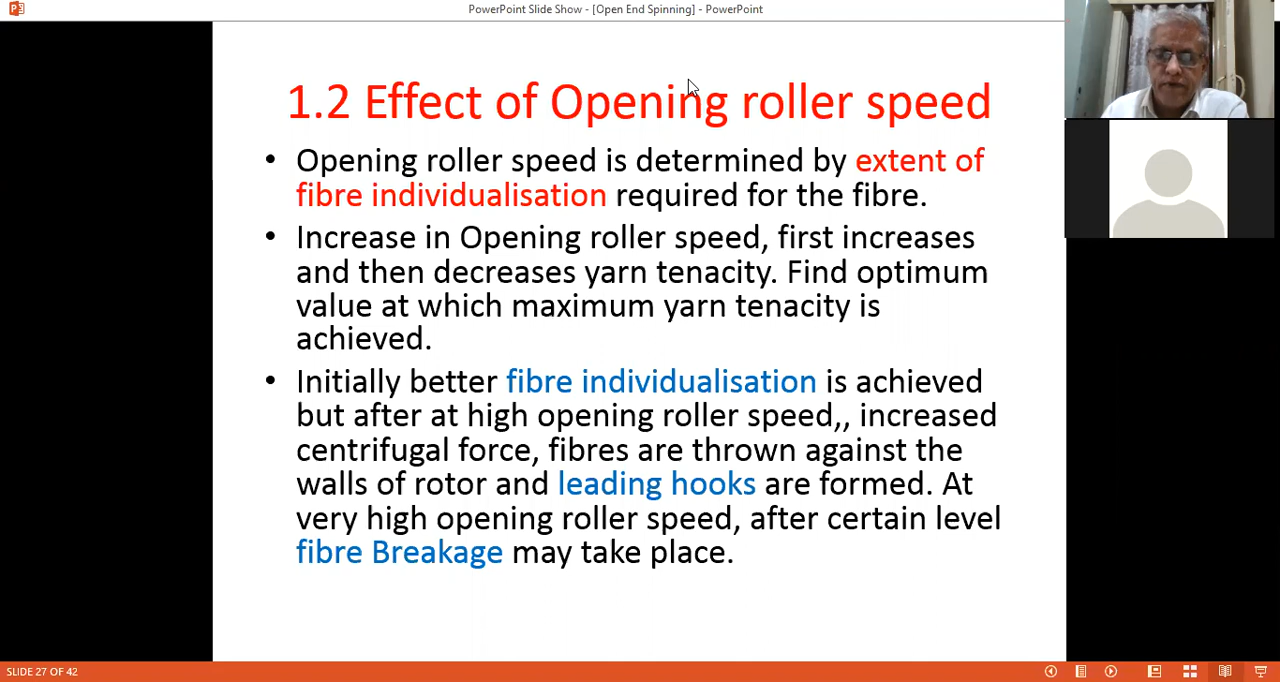 PowerPoint Slide Show - [Open End Spinning] - PowerPoint
1.2 Effect of Opening roller speed
• Opening roller speed is determined by extent of
fibre individualisation required for the fibre.
• Increase in Opening roller speed, first increases
and then decreases yarn tenacity. Find optimum
value at which maximum yarn tenacity is
achieved.
• Initially better fibre individualisation is achieved
but after at high opening roller speed,, increased
centrifugal force, fibres are thrown against the
walls of rotor and leading hooks are formed. At
very high opening roller speed, after certain level
fibre Breakage may take place.
SLIDE 27 OF 42